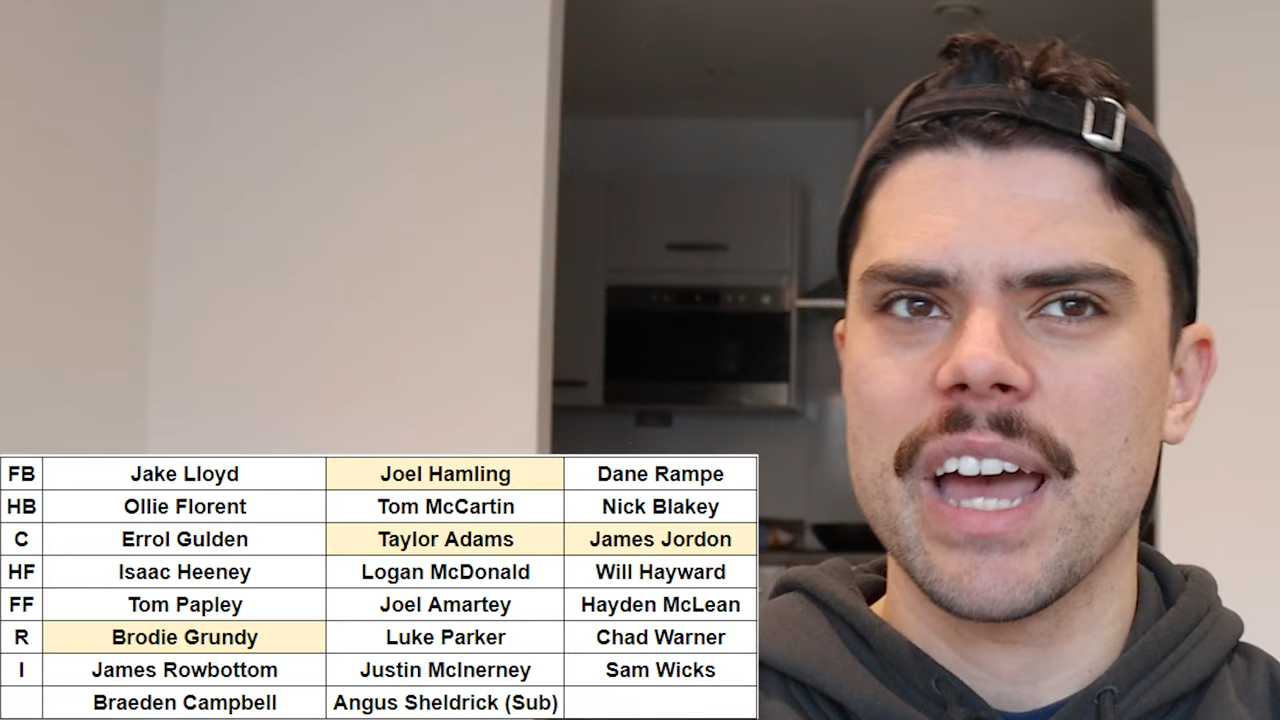 FB Jake Lloyd Joel Hamling Dane Rampe
HB Ollie Florent Tom McCartin Nick Blakey
C Errol Gulden Taylor Adams James Jordon
HF Isaac Heeney Logan McDonald Will Hayward
FF Tom Papley Joel Amartey Hayden McLean
R Brodie Grundy Luke Parker Chad Warner
I James Rowbottom Justin McInerney Sam Wicks
Braeden Campbell Angus Sheldrick (Sub)